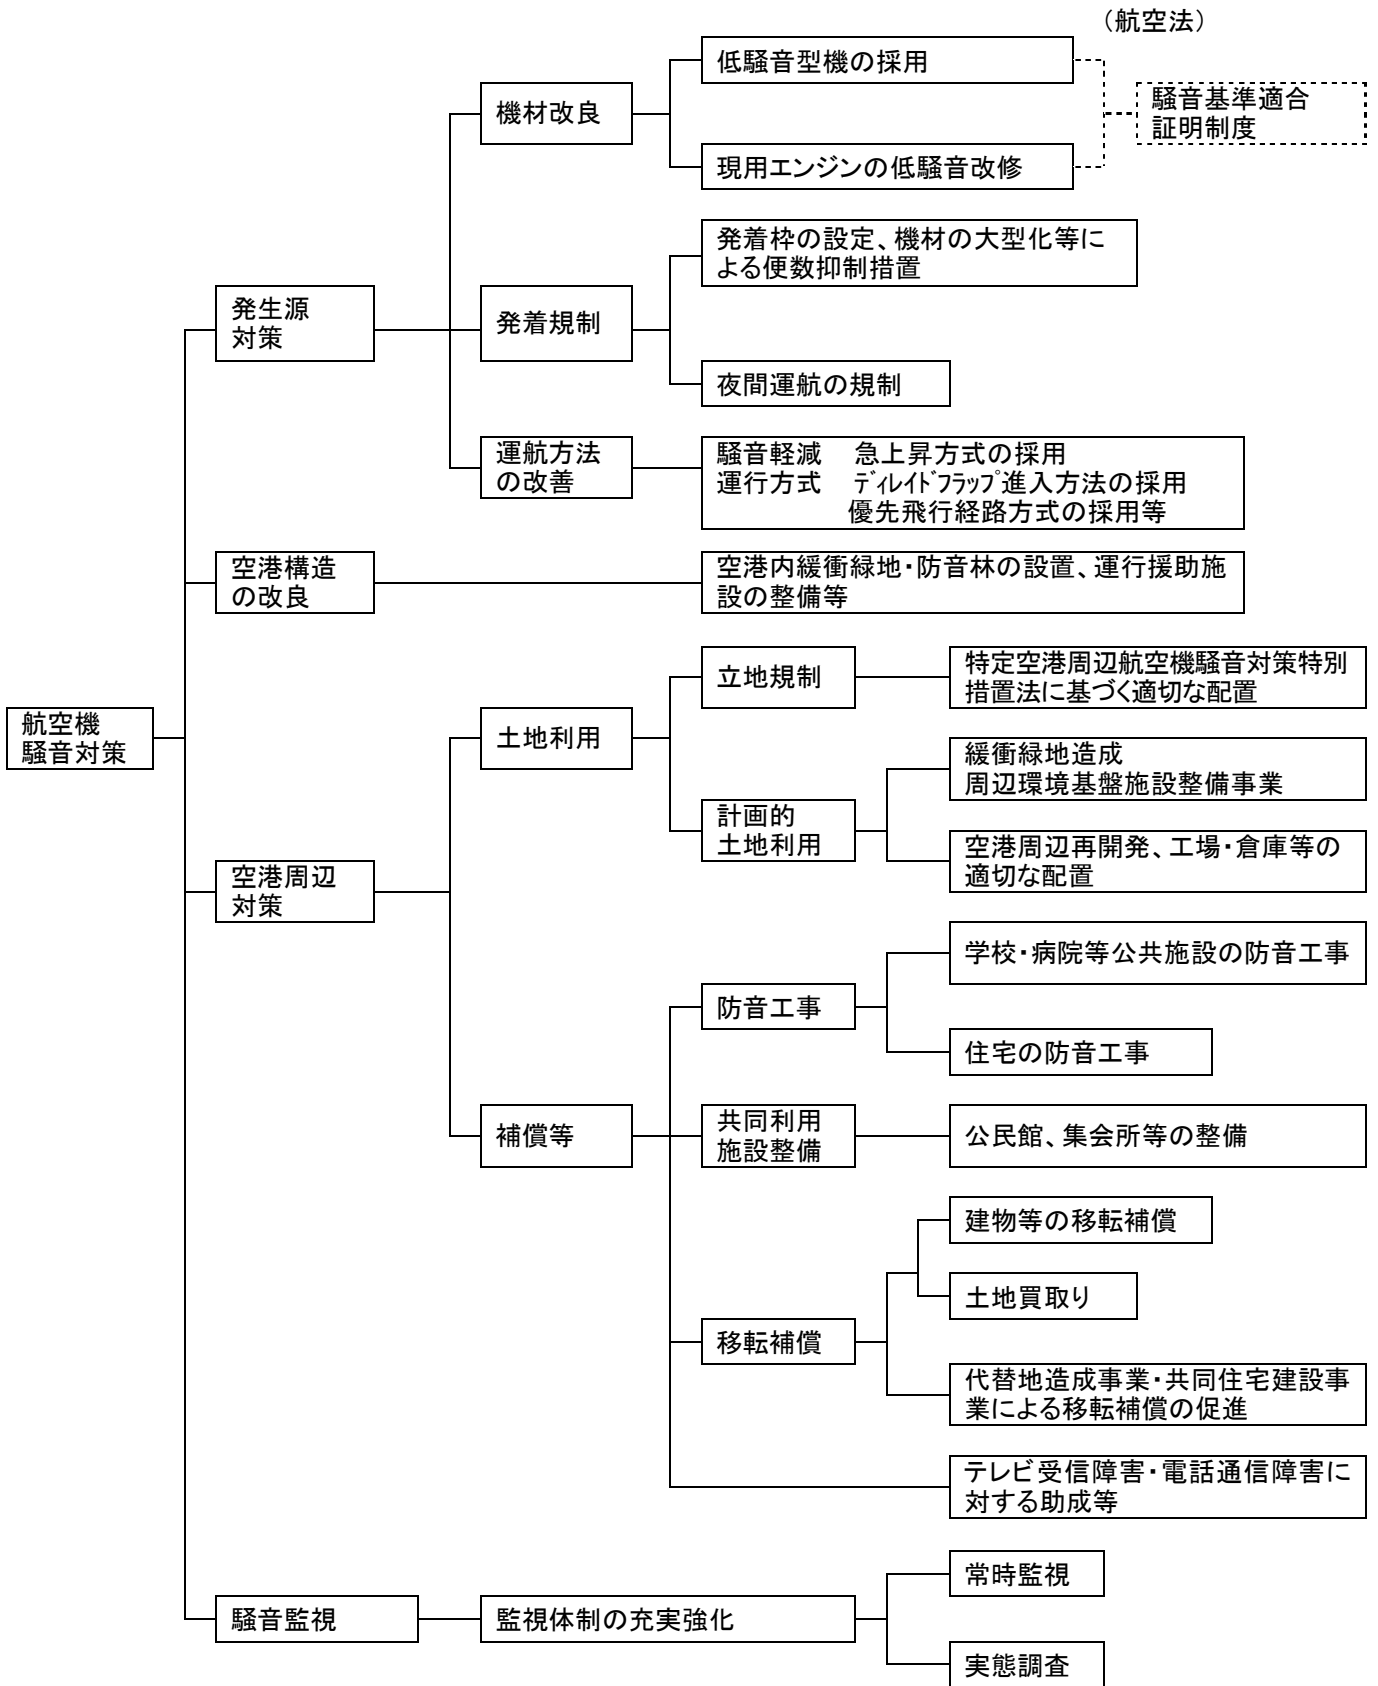 （航空法）
低騒音型機の採用
機材改良
騒音基準適合
証明制度
現用エンジンの低騒音改修
発着枠の設定、機材の大型化等に
よる便数抑制措置
発生源
対策
発着規制
夜間運航の規制
運航方法
の改善
騒音軽減　急上昇方式の採用
運行方式　ﾃﾞｨﾚｲﾄﾞﾌﾗｯﾌﾟ進入方法の採用
優先飛行経路方式の採用等
空港構造
の改良
空港内緩衝緑地・防音林の設置、運行援助施
設の整備等
航空機
騒音対策
土地利用
立地規制
特定空港周辺航空機騒音対策特別
措置法に基づく適切な配置
計画的
土地利用
緩衝緑地造成
周辺環境基盤施設整備事業
空港周辺再開発、工場・倉庫等の
適切な配置
空港周辺
対策
防音工事
学校・病院等公共施設の防音工事
住宅の防音工事
補償等
共同利用
施設整備
公民館、集会所等の整備
建物等の移転補償
土地買取り
移転補償
代替地造成事業・共同住宅建設事
業による移転補償の促進
テレビ受信障害・電話通信障害に
対する助成等
騒音監視
監視体制の充実強化
常時監視
実態調査